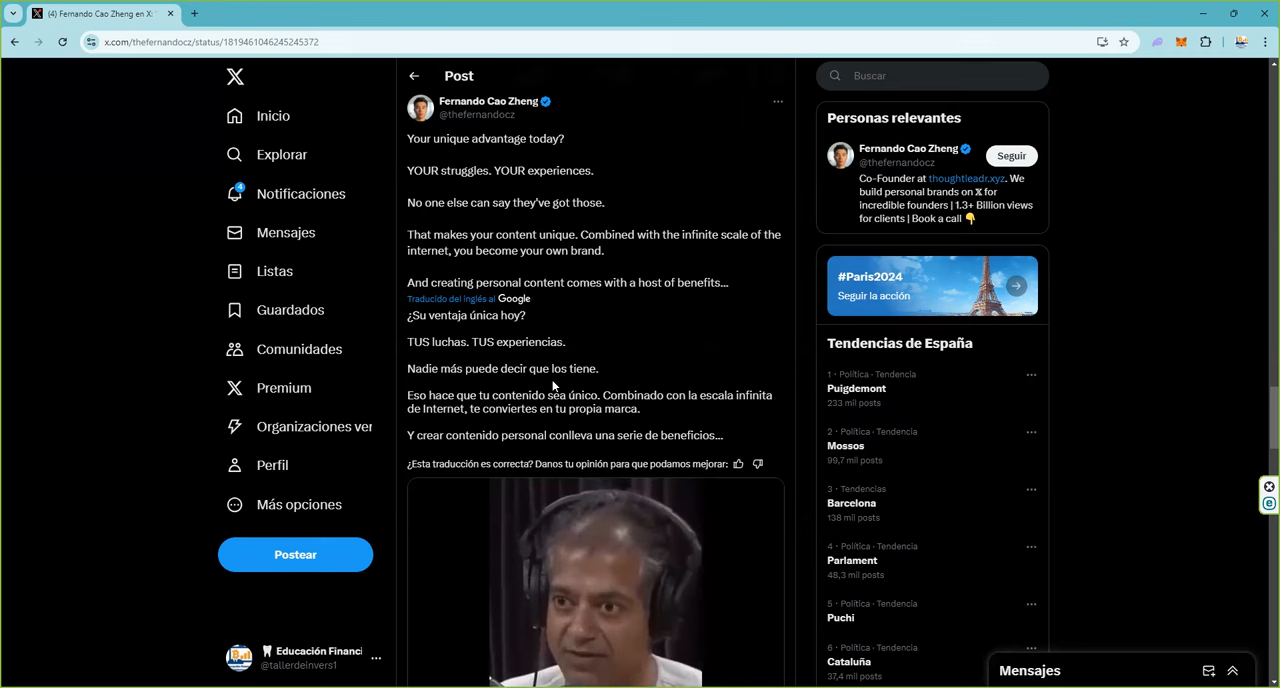 (4) Fernando Cao Zheng en X:
x.com/thefernandocz/status/1819461046245245372
Inicio
Explorar
4
Notificaciones
Mensajes
Listas
Guardados
Comunidades
Premium
Organizaciones ver
Perfil
Más opciones
Postear
Educación Financi
@tallerdeinvers1
Post
Fernando Cao Zheng
@thefernandocz
Your unique advantage today?
YOUR struggles. YOUR experiences.
No one else can say they've got those.
That makes your content unique. Combined with the infinite scale of the
internet, you become your own brand.
And creating personal content comes with a host of benefits...
Traducido del inglés al Google
¿Su ventaja única hoy?
TUS luchas. TUS experiencias.
Nadie más puede decir que los tiene.
Eso hace que tu contenido sea único. Combinado con la escala infinita
de Internet, te conviertes en tu propia marca.
Y crear contenido personal conlleva una serie de beneficios...
¿Esta traducción es correcta? Danos tu opinión para que podamos mejorar:
Buscar
Personas relevantes
Fernando Cao Zheng
@thefernandocz
Seguir
Co-Founder at thoughtleadr.xyz. We
build personal brands on X for
incredible founders | 1.3+ Billion views
for clients | Book a call
#Paris2024
Seguir la acción
Tendencias de España
1 · Política · Tendencia
Puigdemont
233 mil posts
2 · Política · Tendencia
Mossos
99,7 mil posts
3 · Tendencias
Barcelona
138 mil posts
4 · Política · Tendencia
Parlament
48,3 mil posts
5 · Política · Tendencia
Puchi
6 · Política · Tendencia
Cataluña
37,4 mil posts
Mensajes